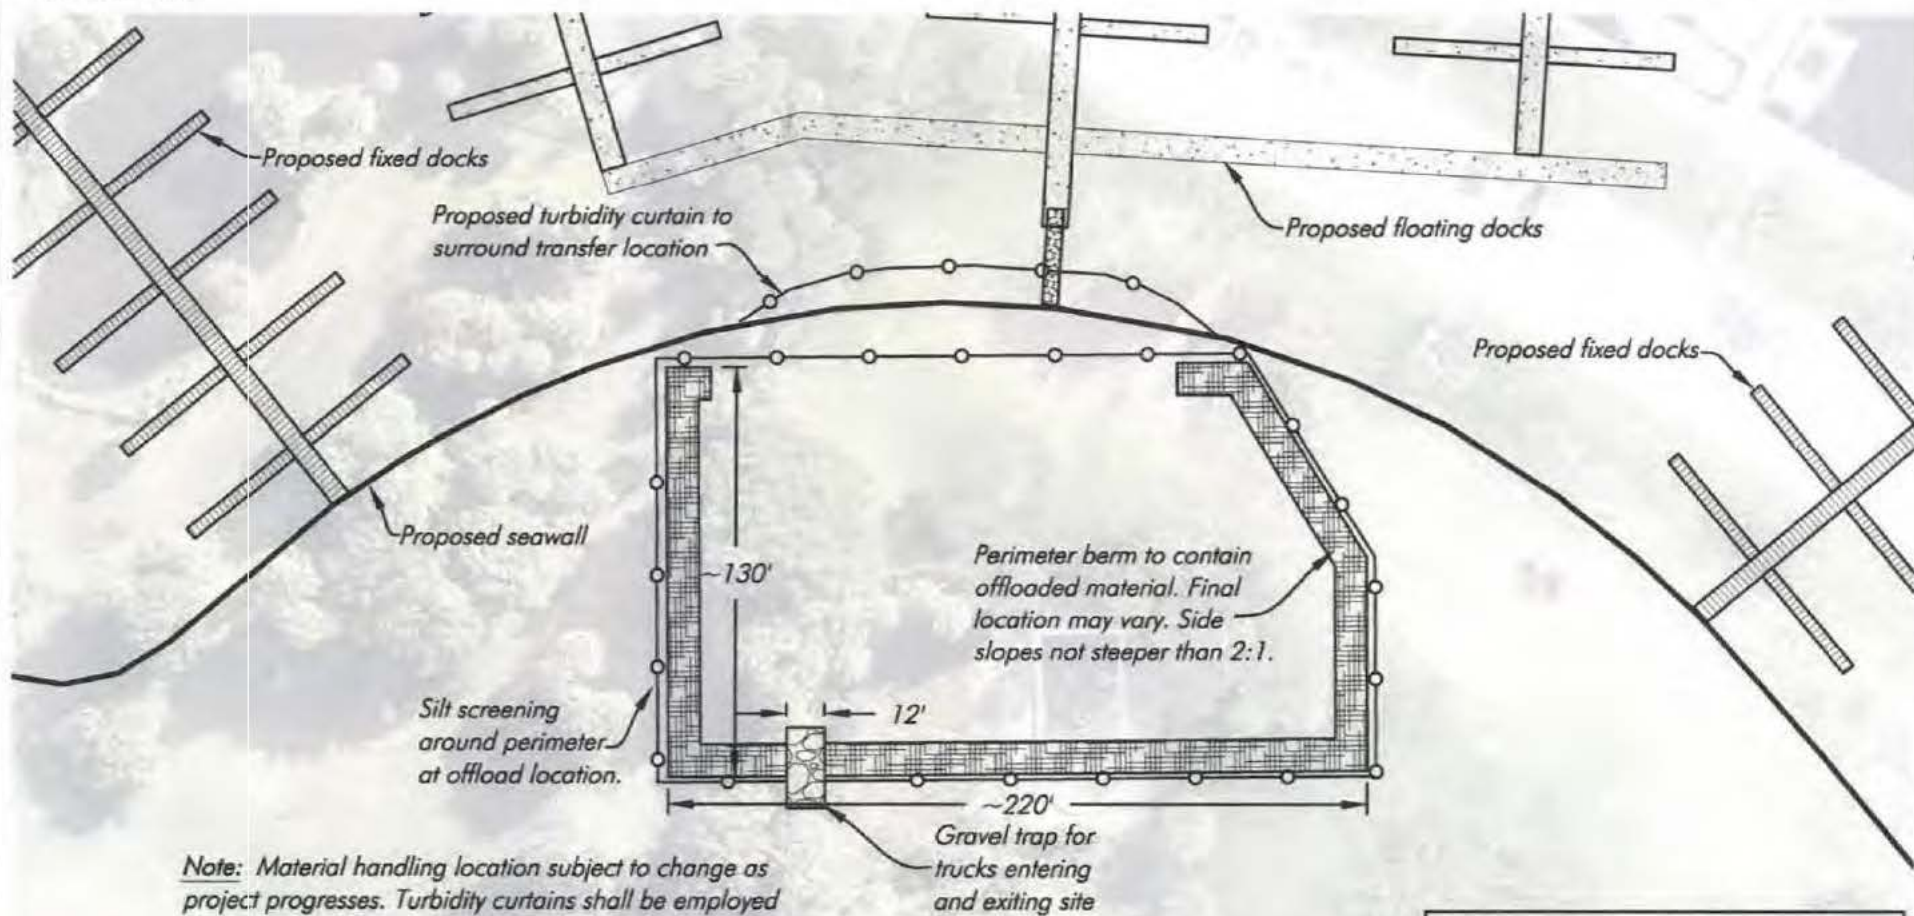 Proposed fixed docks
Proposed turbidity curtain to
surround transfer location
Proposed floating docks
Proposed fixed docks
Proposed seawall
~130'
Perimeter berm to contain
offloaded material. Final
location may vary. Side
slopes not steeper than 2:1.
Silt screening
around perimeter
at offload location.
12'
~220'
Gravel trap for
trucks entering
and exiting site
Note: Material handling location subject to change as
project progresses. Turbidity curtains shall be employed